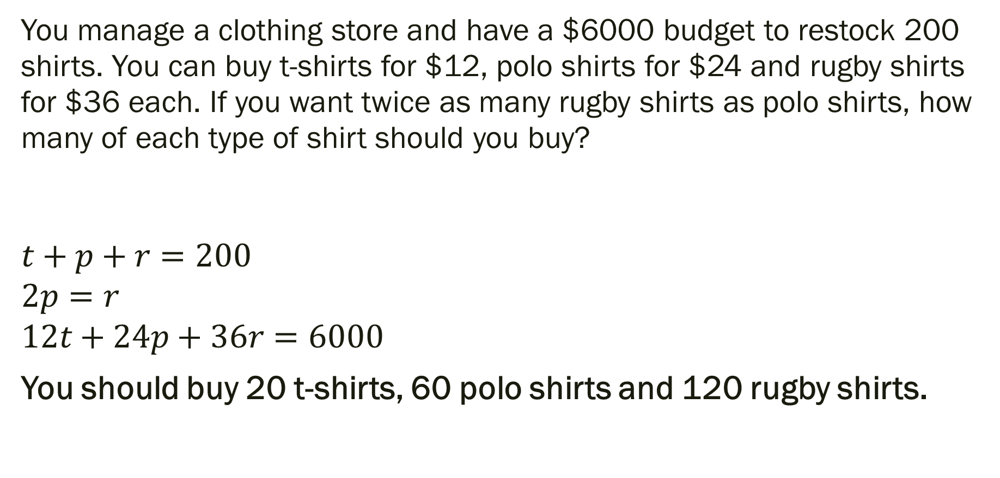 You manage a clothing store and have a $6000 budget to restock 200
shirts. You can buy t-shirts for $12, polo shirts for $24 and rugby shirts
for $36 each. If you want twice as many rugby shirts as polo shirts, how
many of each type of shirt should you buy?
t + p + r = 200
2p = r
12t + 24p + 36r = 6000
You should buy 20 t-shirts, 60 polo shirts and 120 rugby shirts.